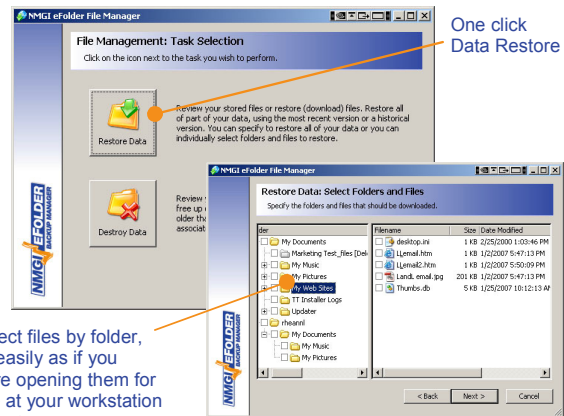 NMGI eFolder File Manager
File Management: Task Selection
Click on the icon next to the task you wish to perform.
One click
Data Restore
Restore Data
Review your stored files or restore (download) files. Restore all
of part of your data, using the most recent version or a historical
version. You can specify to restore all of your data or you can
individually select folders and files to restore.
Destroy Data
Review
free up
older tha
associat
NMGI EFOLDER
BACKUP MANAGER
NMGI eFolder File Manager
Restore Data: Select Folders and Files
Specify the folders and files that should be downloaded.
der
My Documents
Marketing Test_files [Del
My Music
My Pictures
My Web Sites
TT Installer Logs
Updater
rheannl
My Documents
My Music
My Pictures
Filename Size Date Modified
desktop.ini 1 KB 2/25/2000 1:03:46 PM
LLemail.htm 1 KB 1/2/2007 5:47:13 PM
LLemail2.htm 1 KB 1/2/2007 5:50:09 PM
LandL email.jpg 201 KB 1/2/2007 5:47:13 PM
Thumbs.db 5 KB 1/25/2007 10:12:13 AM
< Back Next > Cancel
NMGI EFOLDER
BACKUP MANAGER
ect files by folder,
easily as if you
re opening them for
at your workstation